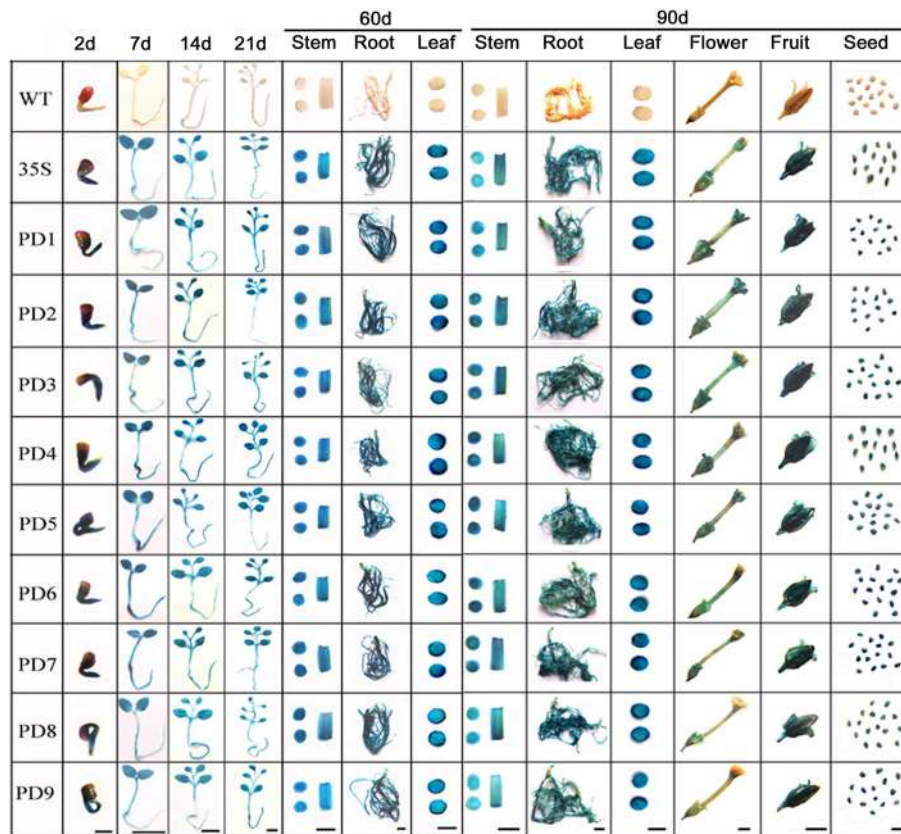 60d 90d
2d 7d 14d 21d Stem Root Leaf Stem Root Leaf Flower Fruit Seed
WT
35S
PD1
PD2
PD3
PD4
PD5
PD6
PD7
PD8
PD9